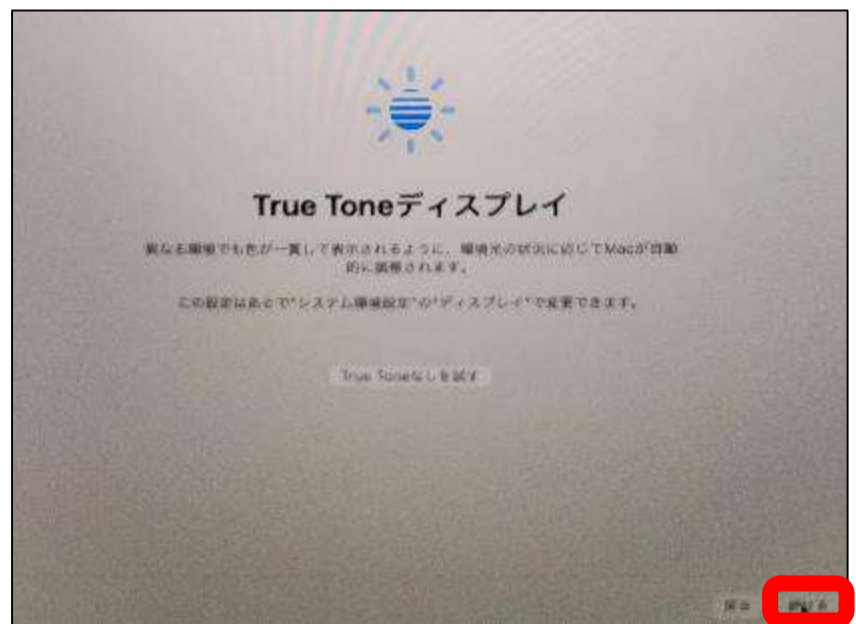 True Toneディスプレイ
異なる環境でも色が一貫して表示されるように、環境光の状況に応じてMacが自動
的に調整されます。
この設定はあとで"システム環境設定"の"ディスプレイ"で変更できます。
True Toneなしを試す
戻る
続ける